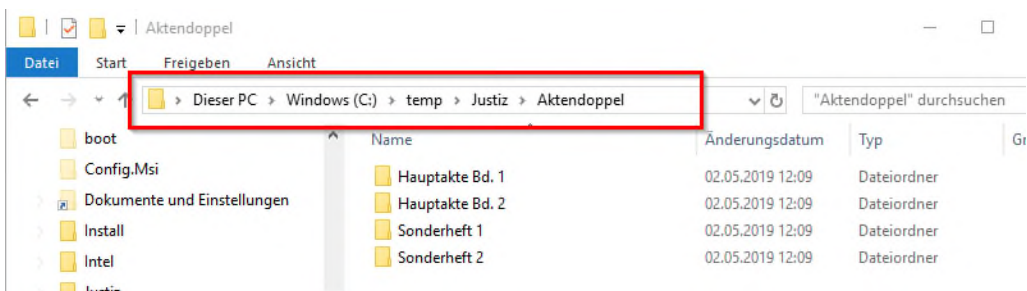 Aktendoppel
Datei Start Freigeben Ansicht
Dieser PC > Windows (C:) > temp > Justiz > Aktendoppel "Aktendoppel" durchsuchen
boot
Config.Msi
Dokumente und Einstellungen
Install
Intel
Name Änderungsdatum Typ
Hauptakte Bd. 1 02.05.2019 12:09 Dateiordner
Hauptakte Bd. 2 02.05.2019 12:09 Dateiordner
Sonderheft 1 02.05.2019 12:09 Dateiordner
Sonderheft 2 02.05.2019 12:09 Dateiordner